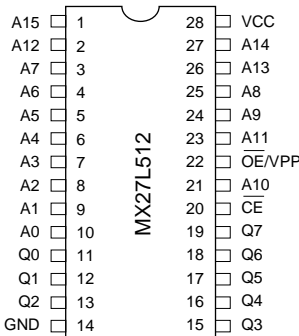 A15 1 28 VCC
A12 2 27 A14
A7 3 26 A13
A6 4 25 A8
A5 5 24 A9
A4 6 23 A11
A3 7 22 OE/VPP
A2 8 21 A10
A1 9 20 CE
A0 10 19 Q7
Q0 11 18 Q6
Q1 12 17 Q5
Q2 13 16 Q4
GND 14 15 Q3
MX27L512